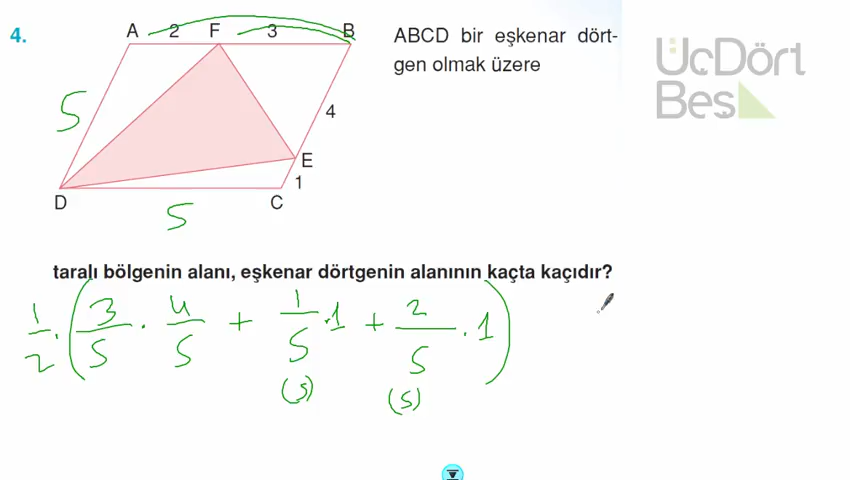 4.
A 2 F 3 B
ABCD bir eşkenar dört-
gen olmak üzere
ÜçDört
Beş
5
4
E
1
D
C
5
taralı bölgenin alanı, eşkenar dörtgenin alanının kaçta kaçıdır?
1/2 · (3/5 · 4/5 + 1/5 · 1 + 2/5 · 1)
(5) (5)